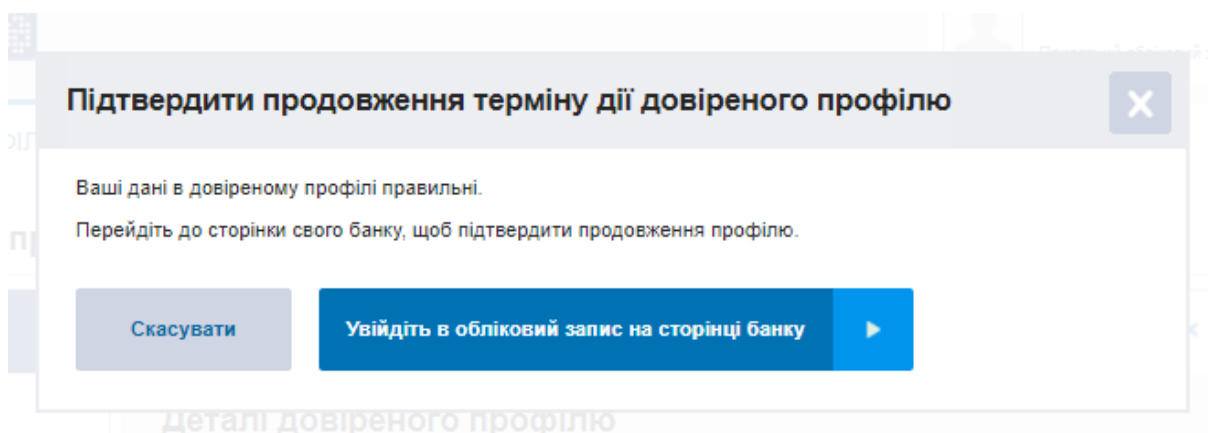 Підтвердити продовження терміну дії довіреного профілю
Ваші дані в довіреному профілі правильні.
Перейдіть до сторінки свого банку, щоб підтвердити продовження профілю.
Скасувати
Увійдіть в обліковий запис на сторінці банку
Деталі довіреного профілю